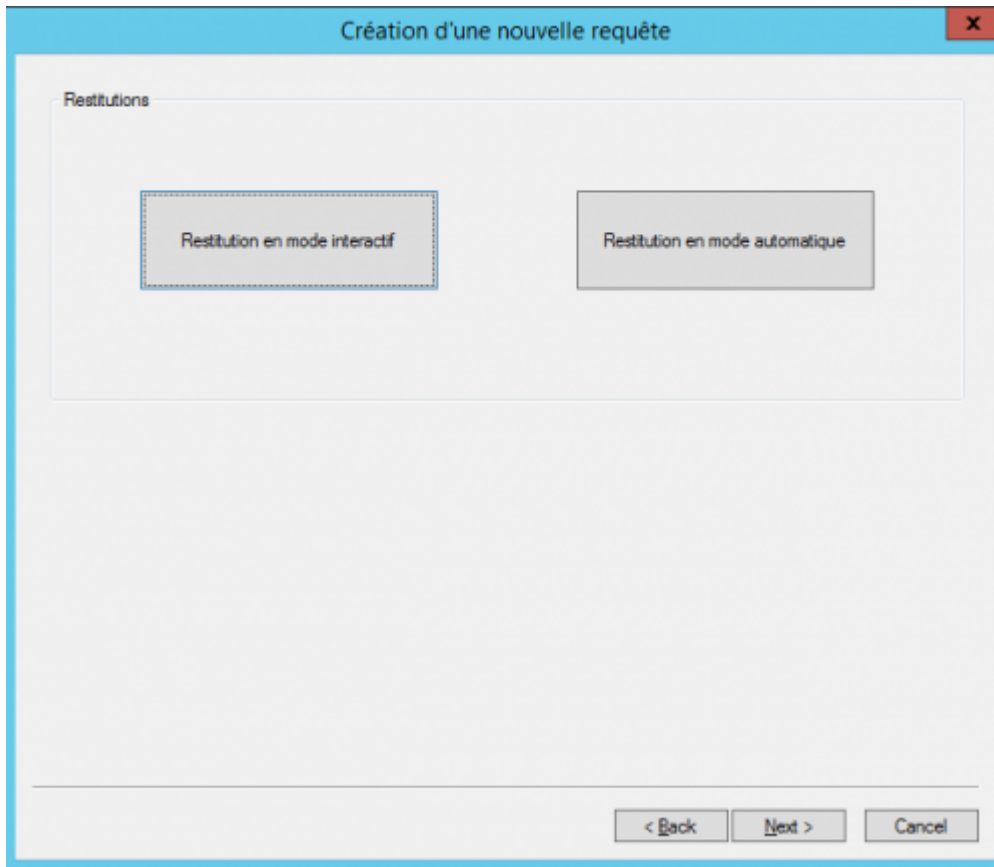 Création d'une nouvelle requête
x
Restitutions
Restitution en mode interactif
Restitution en mode automatique
< Back
Next >
Cancel